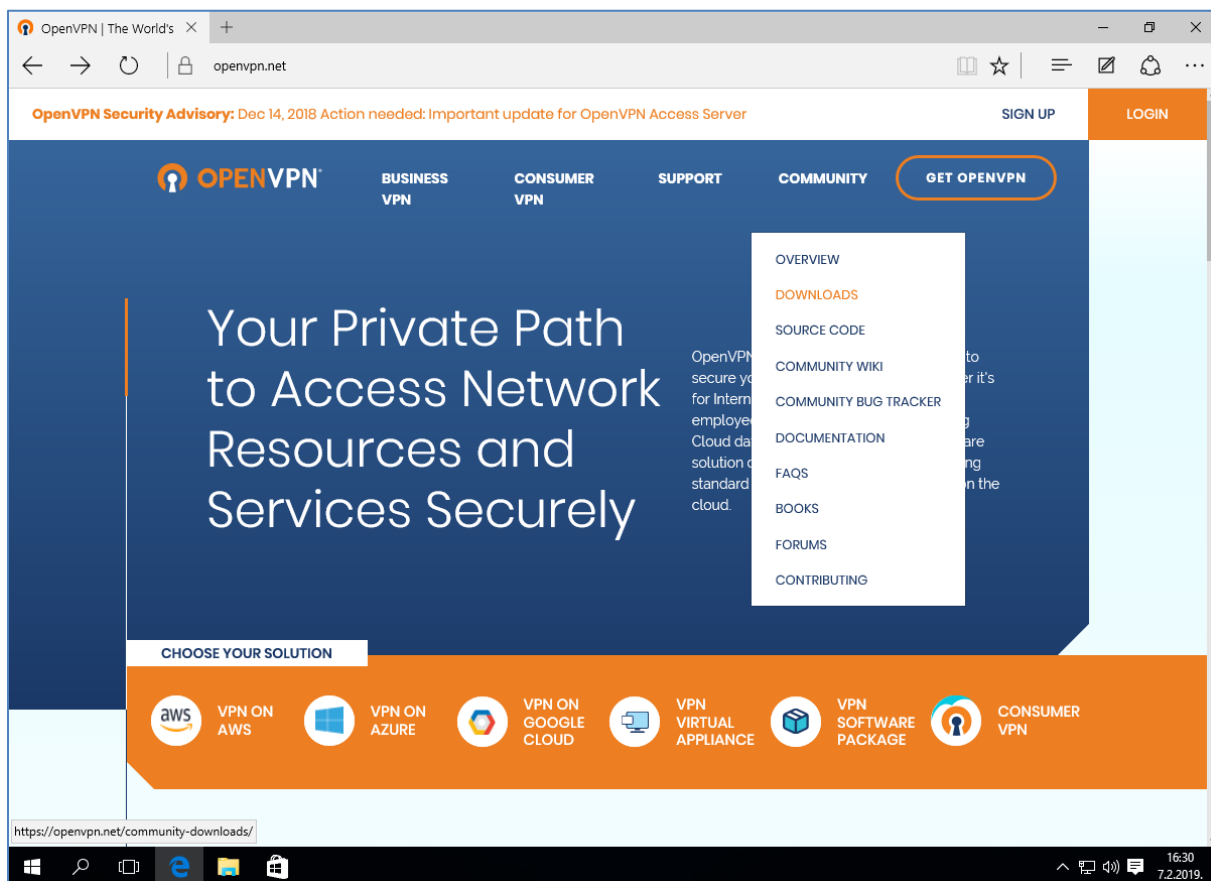 OpenVPN | The World's
openvpn.net
OpenVPN Security Advisory: Dec 14, 2018 Action needed: Important update for OpenVPN Access Server
SIGN UP
LOGIN
OPENVPN
BUSINESS
VPN
CONSUMER
VPN
SUPPORT
COMMUNITY
GET OPENVPN
OVERVIEW
DOWNLOADS
SOURCE CODE
COMMUNITY WIKI
COMMUNITY BUG TRACKER
DOCUMENTATION
FAQS
BOOKS
FORUMS
CONTRIBUTING
Your Private Path
to Access Network
Resources and
Services Securely
OpenVPN to
secure er it's
for
Cloud are
solution
standard on the
cloud.
CHOOSE YOUR SOLUTION
aws
VPN ON
AWS
VPN ON
AZURE
VPN ON
GOOGLE
CLOUD
VPN
VIRTUAL
APPLIANCE
VPN
SOFTWARE
PACKAGE
CONSUMER
VPN
https://openvpn.net/community-downloads/
16:30
7.2.2019.